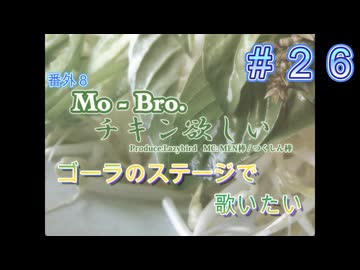 ＃２６
番外８
Mo - Bro.
チキン欲しい
Produce:Lazybird MC:MEN棒/つくしん棒
ゴーラのステージで
歌いたい